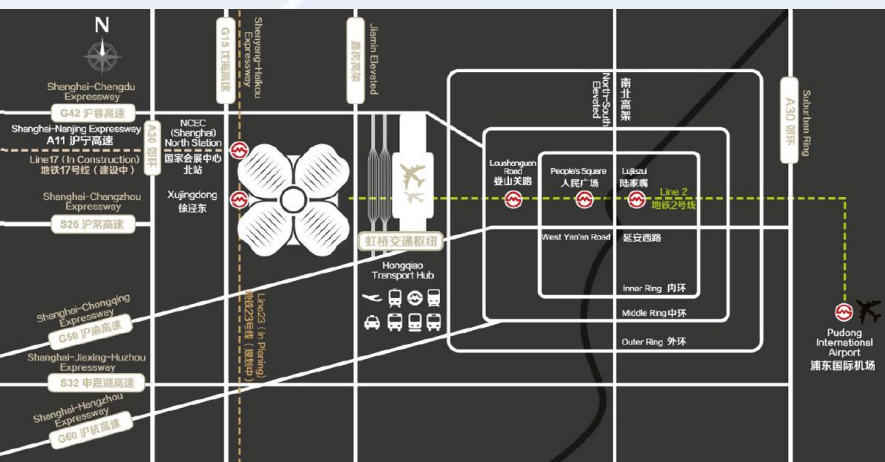 N
Shanghai-Chengdu
Expressway
G42 沪蓉高速
Shanghai-Nanjing Expressway
A11 沪宁高速
Line17 (In Construction)
地铁17号线（建设中）
Shanghai-Changzhou
Expressway
S26 沪常高速
Shanghai-Chongqing
Expressway
G50 沪渝高速
Shanghai-Jiaxing-Huzhou
Expressway
S32 申嘉湖高速
Shanghai-Hangzhou
Expressway
G60 沪杭高速
A30 郊环
G15 沈海高速
Shenyang-Haikou
Expressway
NCEC
(Shanghai)
North Station
国家会展中心
北站
Xujingdong
徐泾东
Line23 (In Planing)
地铁23号线（规划中）
嘉闵高架
Jiamin Elevated
虹桥交通枢纽
Hongqiao
Transport Hub
North-South
Elevated
南北高架
Loushanguan
Road
娄山关路
People's Square
人民广场
Lujiazui
陆家嘴
Line 2
地铁2号线
West Yan'an Road 延安西路
Inner Ring 内环
Middle Ring 中环
Outer Ring 外环
A30 郊环
Suburban Ring
Pudong
International
Airport
浦东国际机场